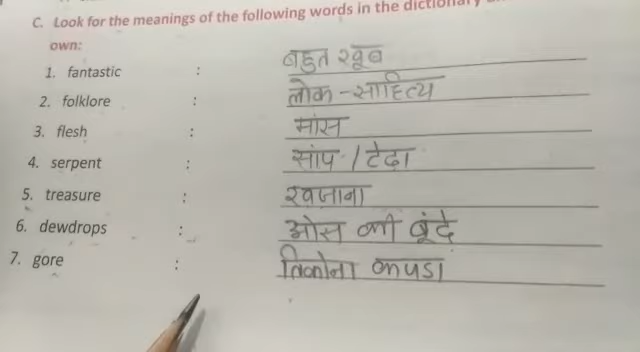 C. Look for the meanings of the following words in the dictionary
own:
1. fantastic : बहुत खूब
2. folklore : लोक-साहित्य
3. flesh : मांस
4. serpent : सांप / टेढ़ा
5. treasure : खज़ाना
6. dewdrops : ओस की बूंदे
7. gore : तिकोना कपडा